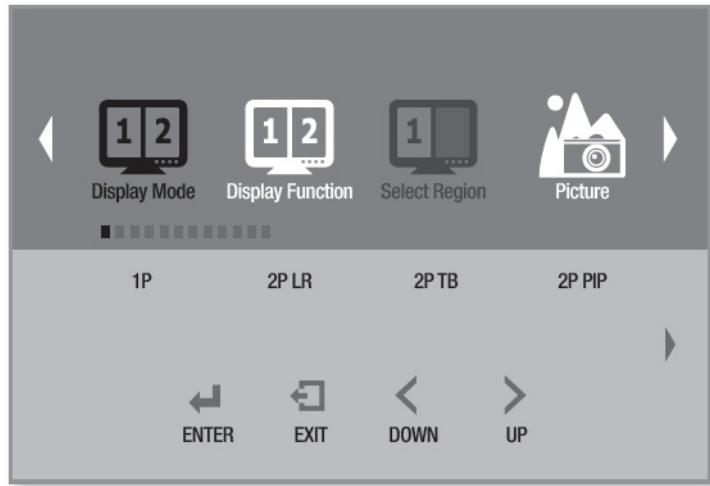 1 2 1 2 1
Display Mode Display Function Select Region Picture
1P 2P LR 2P TB 2P PIP
ENTER EXIT DOWN UP